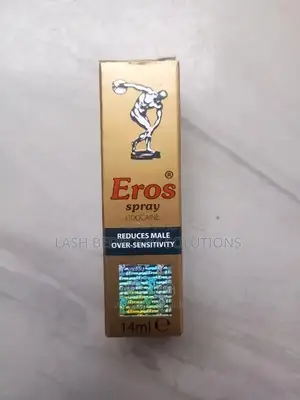 Eros®
spray
LIDOCAINE
REDUCES MALE
OVER-SENSITIVITY
LASH BE SOLUTIONS
14ml e